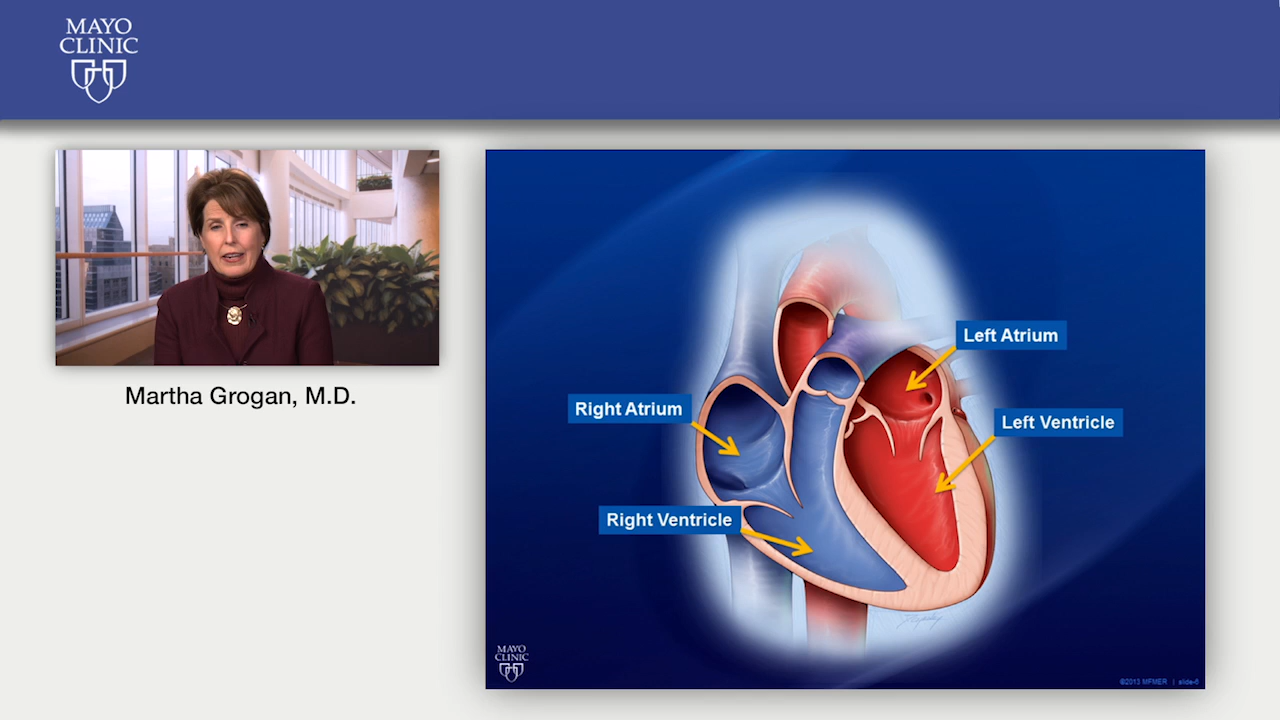 MAYO
CLINIC
Martha Grogan, M.D.
Left Atrium
Right Atrium
Left Ventricle
Right Ventricle
MAYO
CLINIC
©2013 MFMER | slide-6